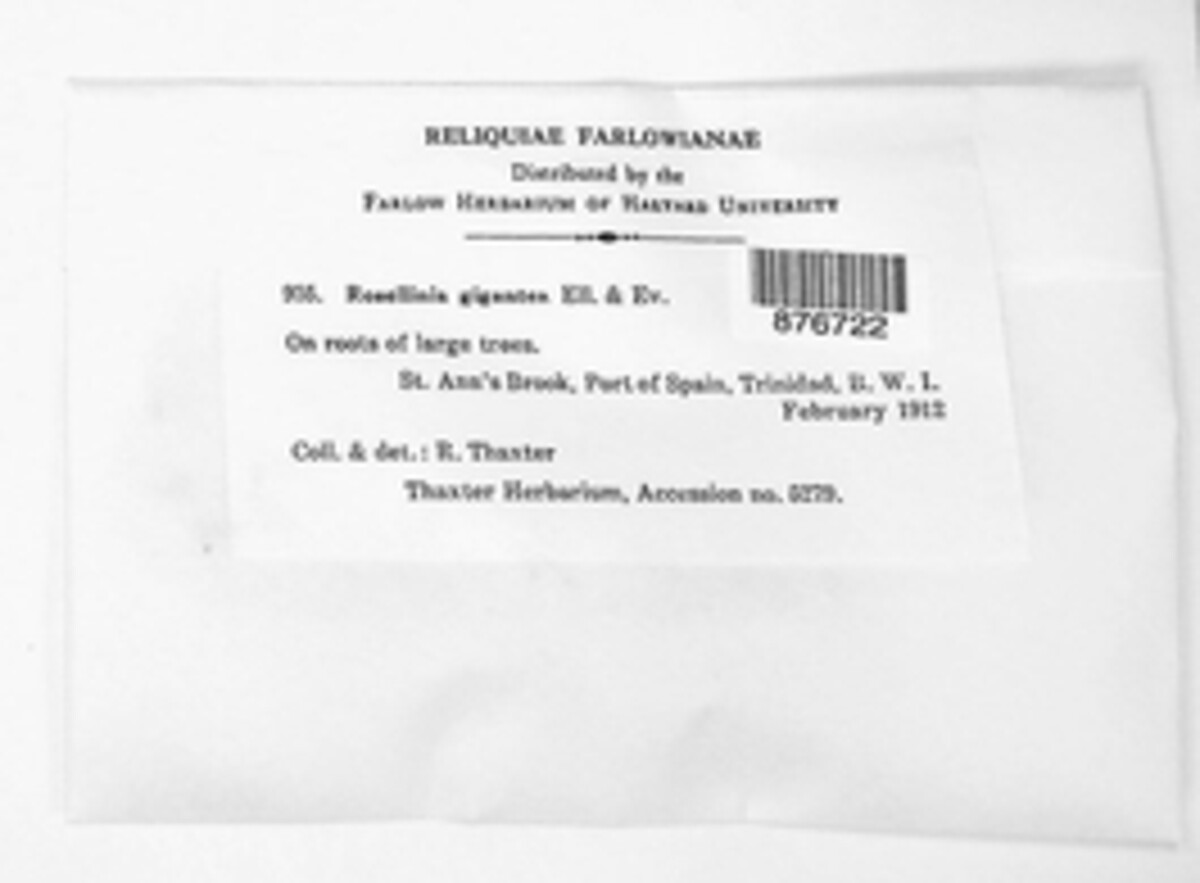 RELIQUIAE FARLOWIANAE
Distributed by the
FARLOW HERBARIUM OF HARVARD UNIVERSITY
Rosellinia gigantea Ell. & Ev.
876722
On roots of large trees.
St. Ann's Brook, Port of Spain, Trinidad, B. W. I.
February 1912
Coll. & det.: R. Thaxter
Thaxter Herbarium, Accession no. 5279.